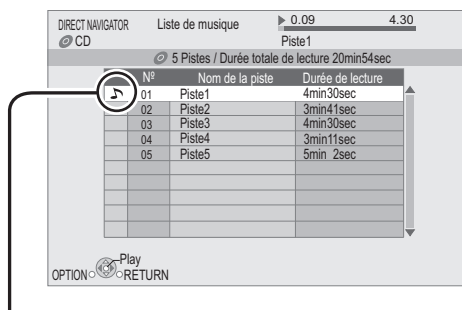 DIRECT NAVIGATOR Liste de musique 0.09 4.30
CD Piste1
5 Pistes / Durée totale de lecture 20min54sec
Nº Nom de la piste Durée de lecture
01 Piste1 4min30sec
02 Piste2 3min41sec
03 Piste3 4min30sec
04 Piste4 3min11sec
05 Piste5 5min 2sec
Play
OPTION RETURN